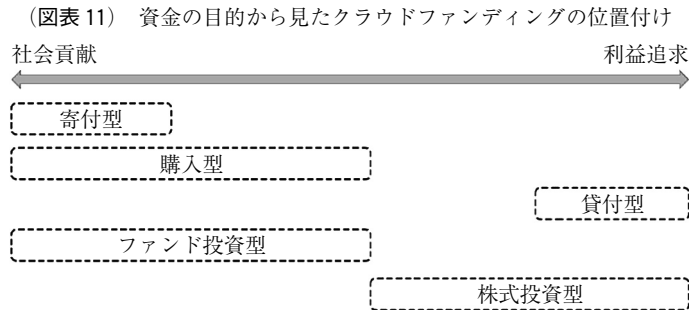 （図表 11） 資金の目的から見たクラウドファンディングの位置付け
社会貢献 利益追求
寄付型
購入型
貸付型
ファンド投資型
株式投資型